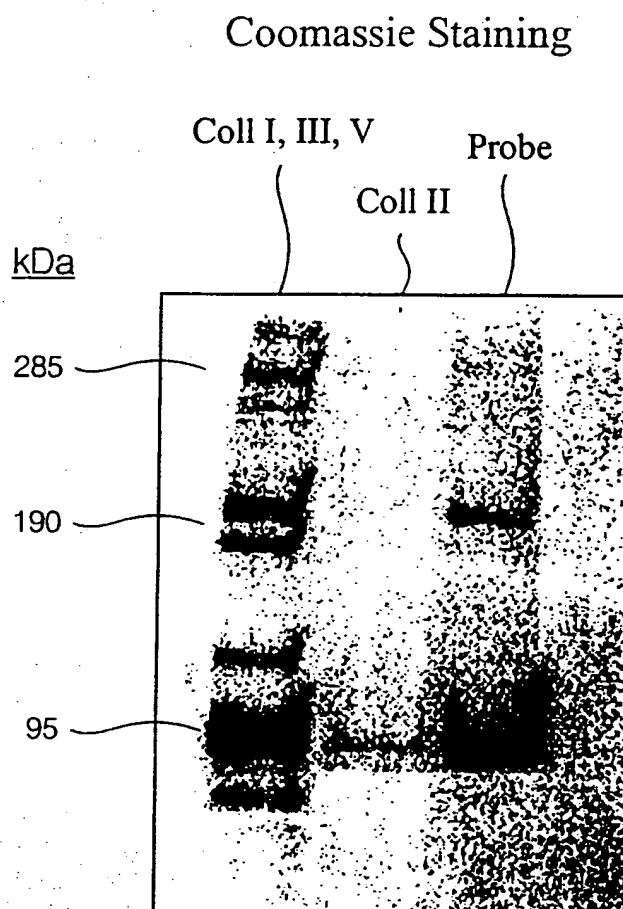 Coomassie Staining
Coll I, III, V
Probe
Coll II
kDa
285
190
95